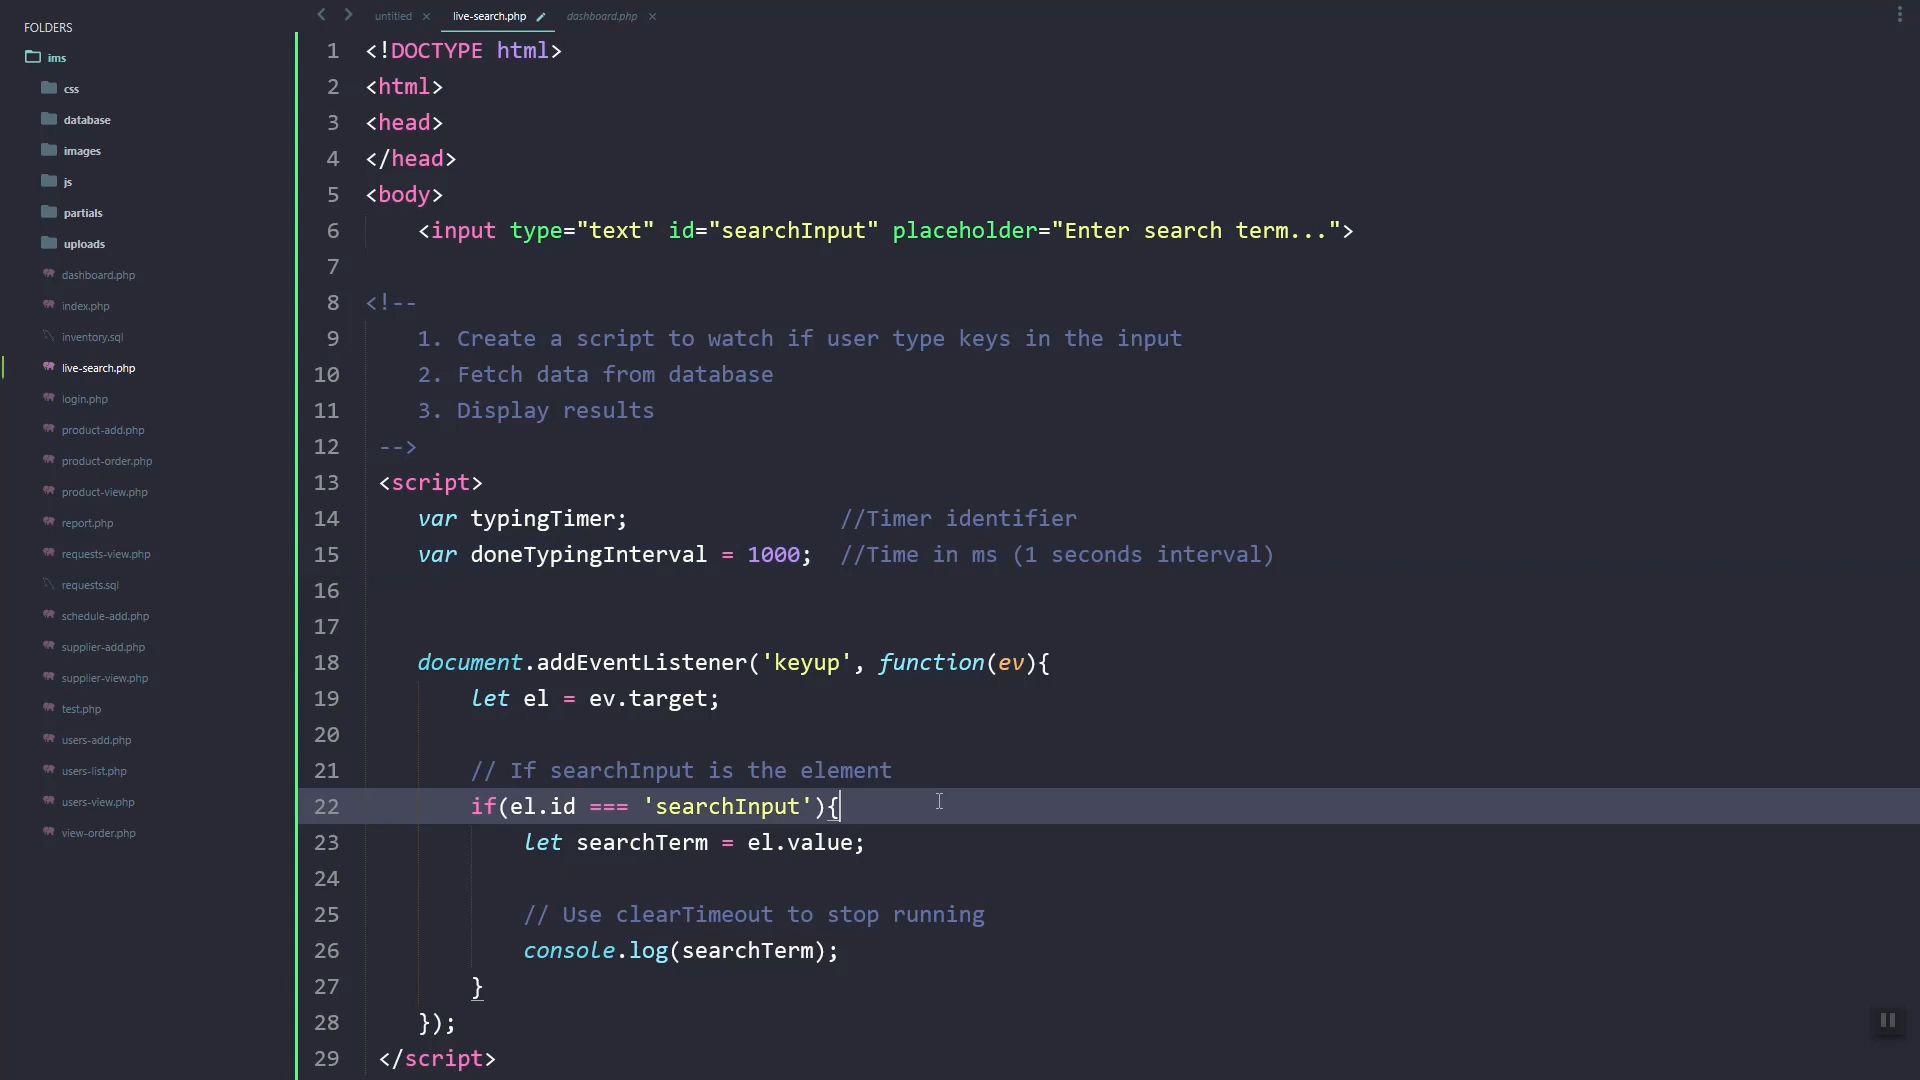 FOLDERS
ims
css
database
images
js
partials
uploads
dashboard.php
index.php
inventory.sql
live-search.php
login.php
product-add.php
product-order.php
product-view.php
report.php
requests-view.php
requests.sql
schedule-add.php
supplier-add.php
supplier-view.php
test.php
users-add.php
users-list.php
users-view.php
view-order.php
untitled live-search.php dashboard.php
1 <!DOCTYPE html>
2 <html>
3 <head>
4 </head>
5 <body>
6 <input type="text" id="searchInput" placeholder="Enter search term...">
7
8 <!--
9 1. Create a script to watch if user type keys in the input
10 2. Fetch data from database
11 3. Display results
12 -->
13 <script>
14 var typingTimer; //Timer identifier
15 var doneTypingInterval = 1000; //Time in ms (1 seconds interval)
16
17
18 document.addEventListener('keyup', function(ev){
19 let el = ev.target;
20
21 // If searchInput is the element
22 if(el.id === 'searchInput'){
23 let searchTerm = el.value;
24
25 // Use clearTimeout to stop running
26 console.log(searchTerm);
27 }
28 });
29 </script>